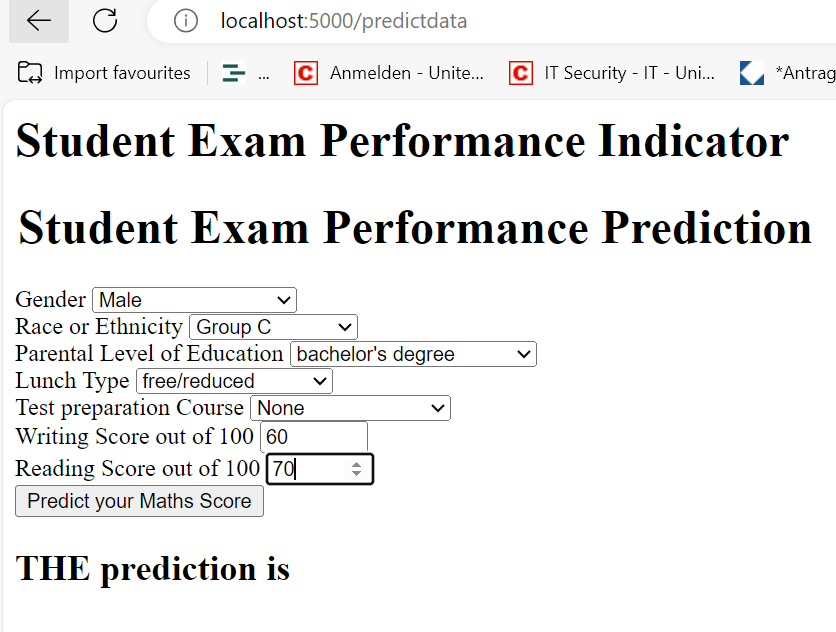 localhost:5000/predictdata
Import favourites ... C Anmelden - Unite... C IT Security - IT - Uni... *Antrag
Student Exam Performance Indicator
Student Exam Performance Prediction
Gender Male
Race or Ethnicity Group C
Parental Level of Education bachelor's degree
Lunch Type free/reduced
Test preparation Course None
Writing Score out of 100 60
Reading Score out of 100 70
Predict your Maths Score
THE prediction is